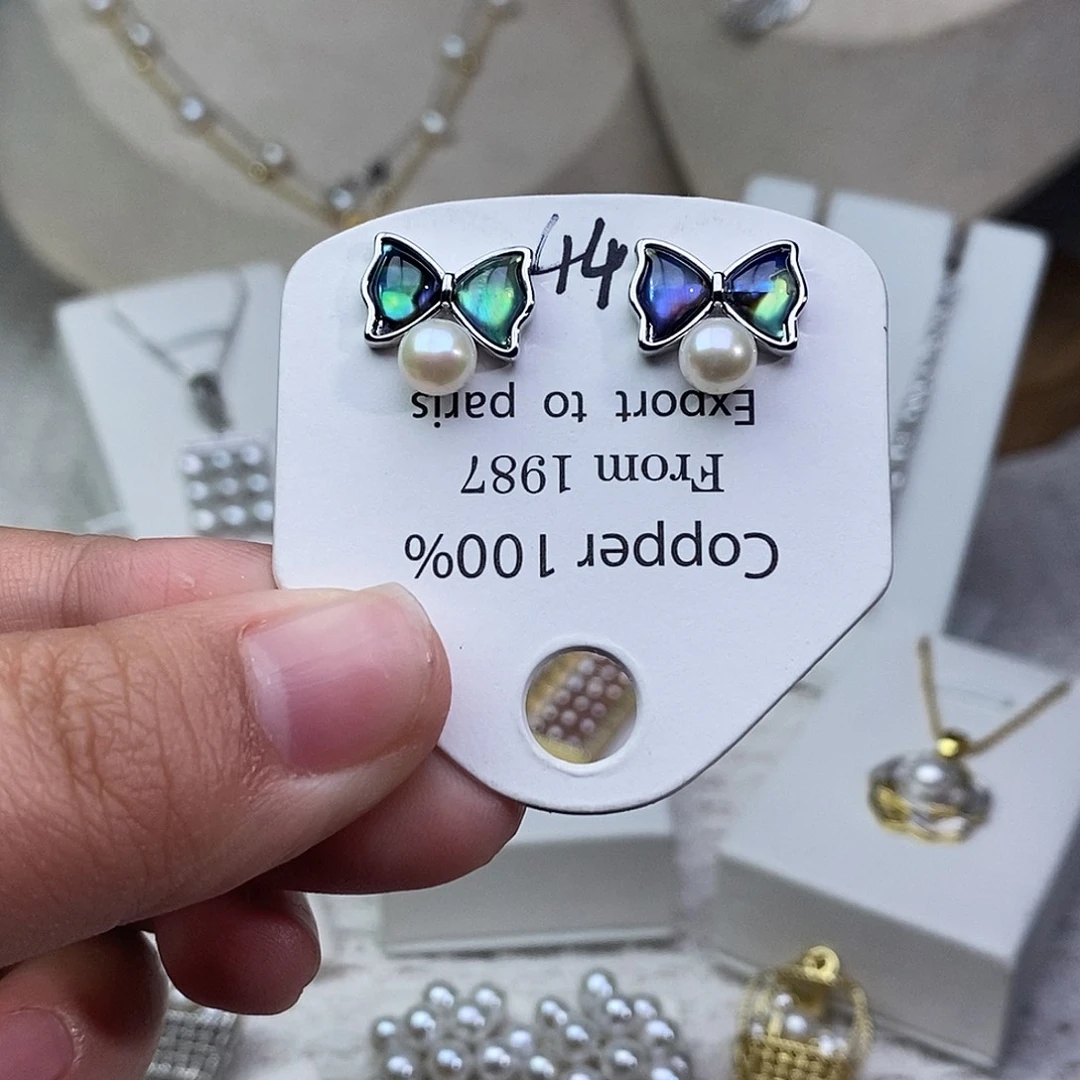 44
Copper 100%
From 1987
Export to paris